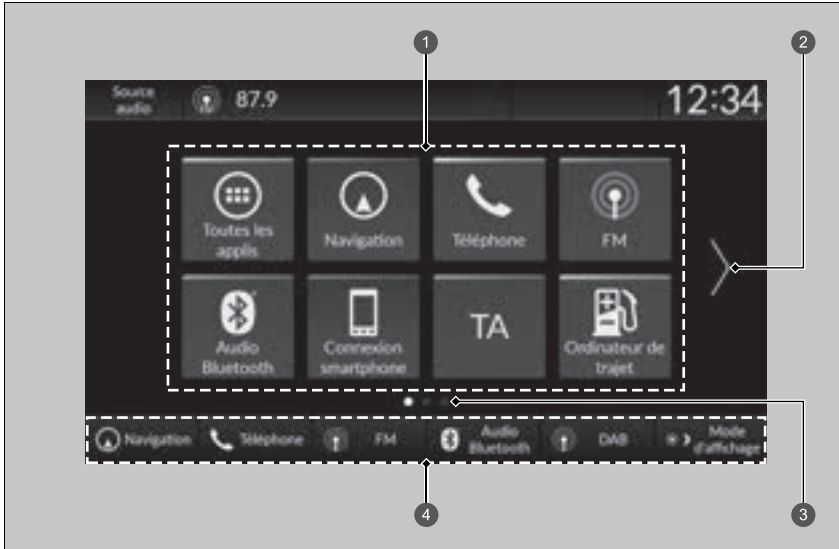 1
2
Source
audio
87.9
12:34
Toutes les
applis
Navigation
Téléphone
FM
Audio
Bluetooth
Connexion
smartphone
TA
Ordinateur de
trajet
Navigation
Téléphone
FM
Audio
Bluetooth
DAB
Mode
d'affichage
4
3